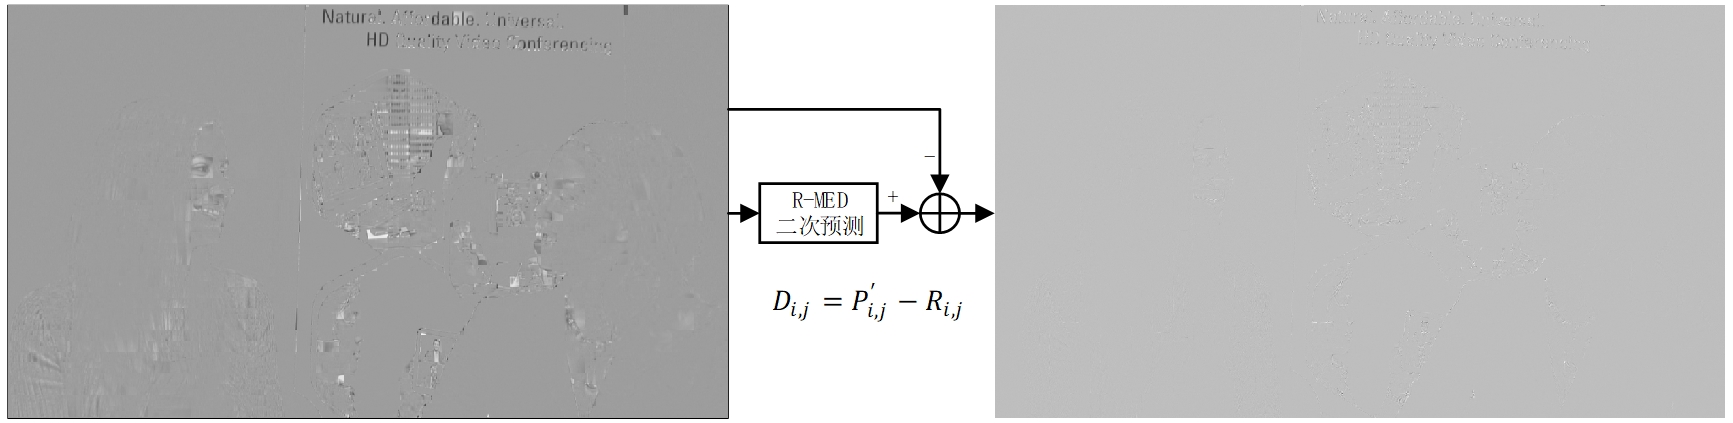 Natural. Affordable. Universal.
HD Quality Video Conferencing
Natural. Affordable. Universal.
HD Quality Video Conferencing
−
R-MED
二次预测
+
D_{i,j} = P'_{i,j} − R_{i,j}